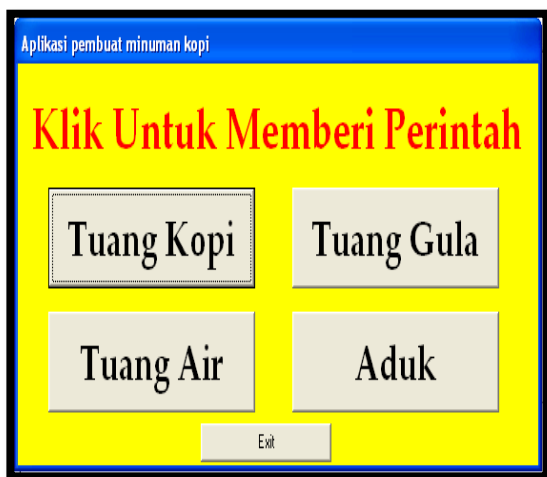 Aplikasi pembuat minuman kopi
Klik Untuk Memberi Perintah
Tuang Kopi
Tuang Gula
Tuang Air
Aduk
Exit